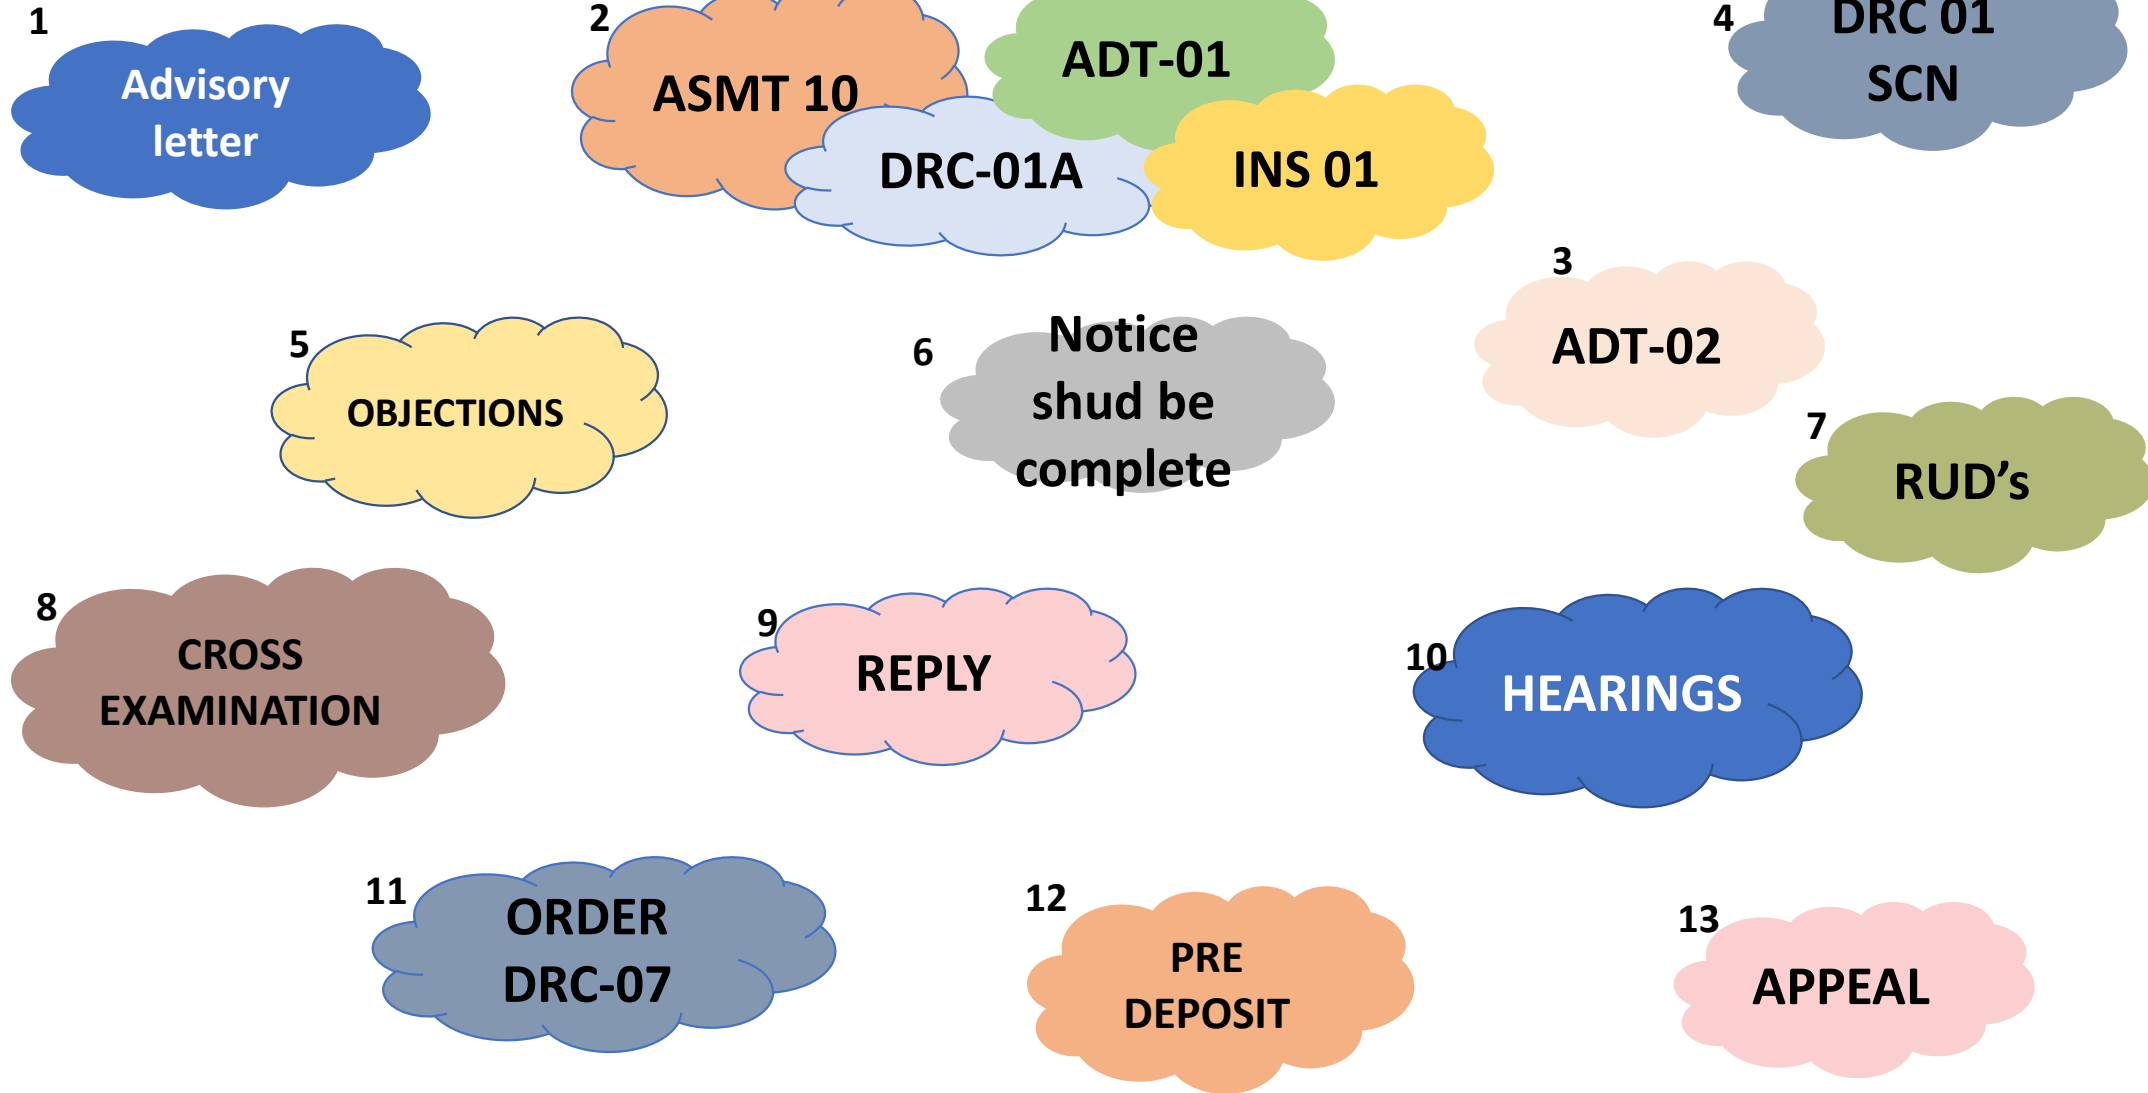 1
Advisory
letter
2
ASMT 10
ADT-01
DRC-01A
INS 01
4
DRC 01
SCN
3
ADT-02
5
OBJECTIONS
6
Notice
shud be
complete
7
RUD’s
8
CROSS
EXAMINATION
9
REPLY
10
HEARINGS
11
ORDER
DRC-07
12
PRE
DEPOSIT
13
APPEAL